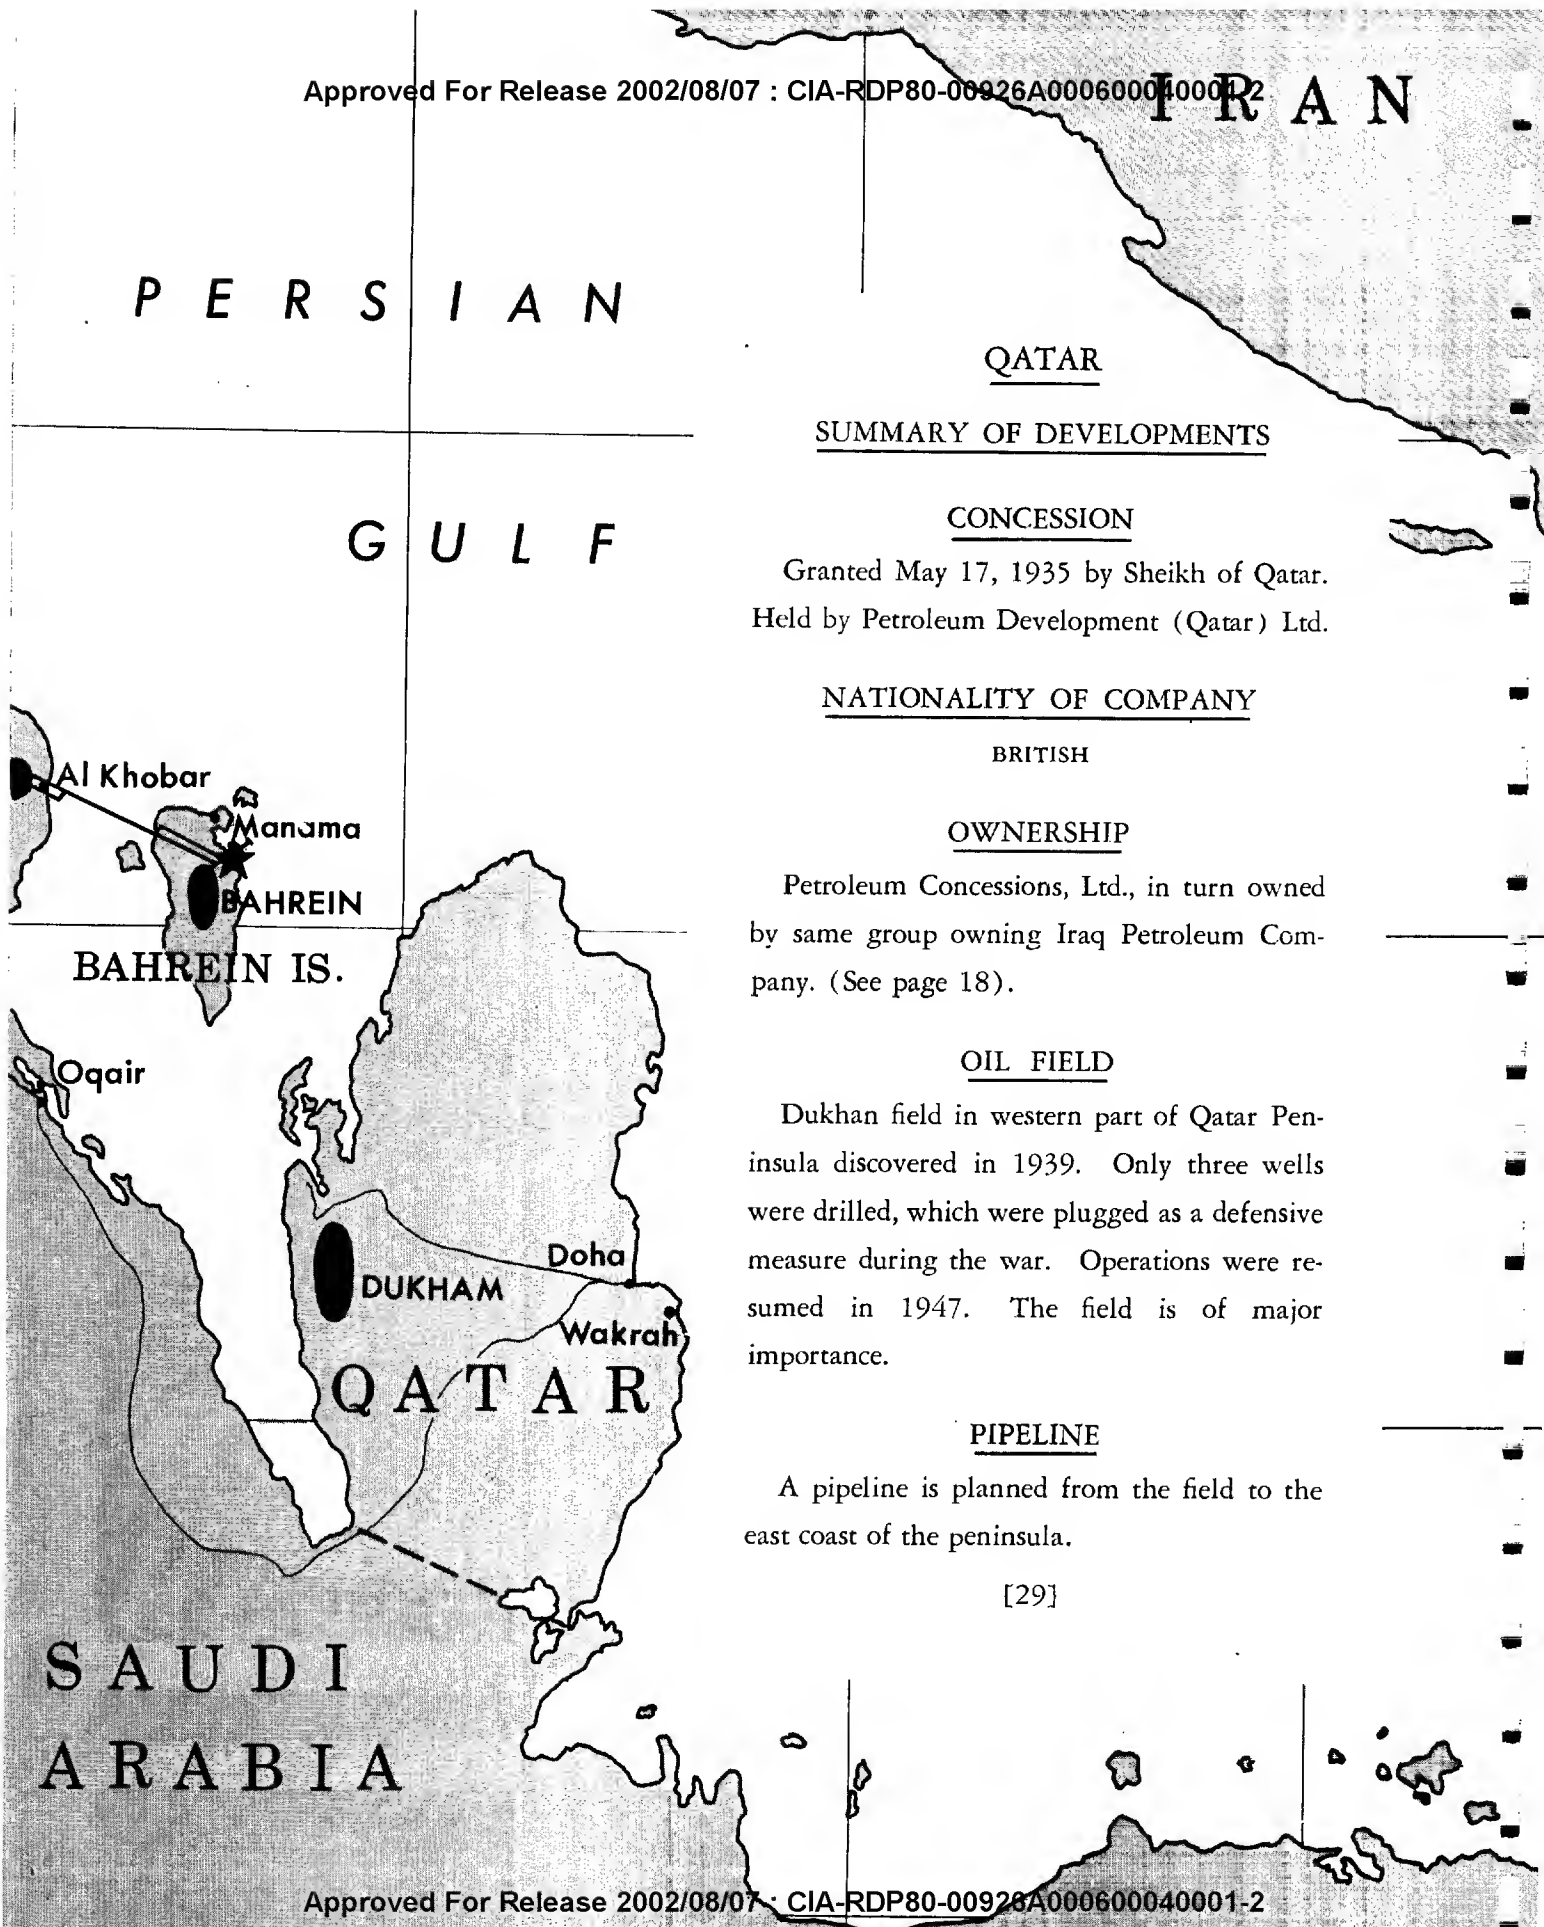 Approved For Release 2002/08/07 : CIA-RDP80-00926A000600040001-2
IRAN
PERSIAN
GULF
QATAR
SUMMARY OF DEVELOPMENTS
CONCESSION
Granted May 17, 1935 by Sheikh of Qatar.
Held by Petroleum Development (Qatar) Ltd.
NATIONALITY OF COMPANY
BRITISH
OWNERSHIP
Petroleum Concessions, Ltd., in turn owned
by same group owning Iraq Petroleum Com-
pany. (See page 18).
OIL FIELD
Dukhan field in western part of Qatar Pen-
insula discovered in 1939. Only three wells
were drilled, which were plugged as a defensive
measure during the war. Operations were re-
sumed in 1947. The field is of major
importance.
PIPELINE
A pipeline is planned from the field to the
east coast of the peninsula.
[29]
Al Khobar
Manama
BAHREIN
BAHREIN IS.
Oqair
Doha
DUKHAM
Wakrah
QATAR
SAUDI
ARABIA
Approved For Release 2002/08/07 : CIA-RDP80-00926A000600040001-2